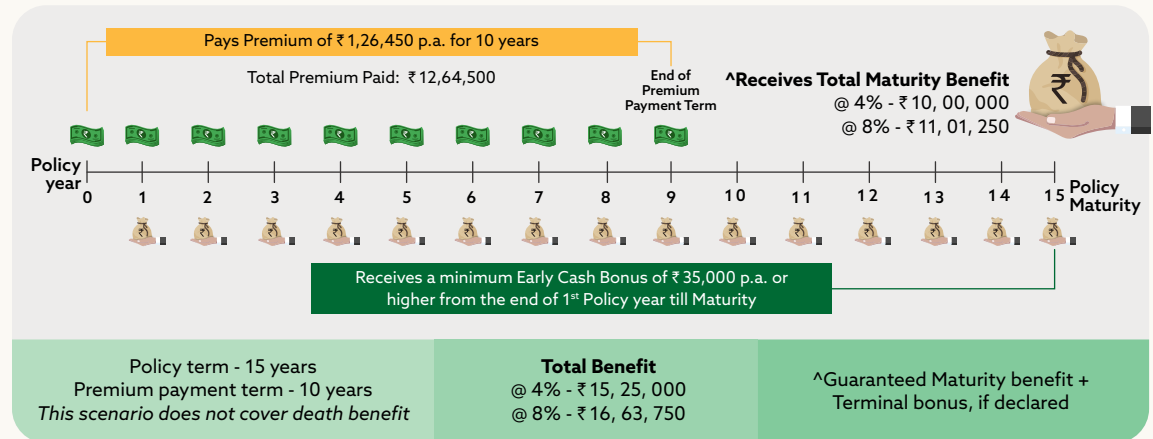 Pays Premium of ₹ 1,26,450 p.a. for 10 years
Total Premium Paid: ₹ 12,64,500
End of
Premium
Payment Term
^Receives Total Maturity Benefit
@ 4% - ₹ 10, 00, 000
@ 8% - ₹ 11, 01, 250
₹
Policy
year
0 1 2 3 4 5 6 7 8 9 10 11 12 13 14 15
Policy
Maturity
Receives a minimum Early Cash Bonus of ₹ 35,000 p.a. or
higher from the end of 1st Policy year till Maturity
Policy term - 15 years
Premium payment term - 10 years
This scenario does not cover death benefit
Total Benefit
@ 4% - ₹ 15, 25, 000
@ 8% - ₹ 16, 63, 750
^Guaranteed Maturity benefit +
Terminal bonus, if declared